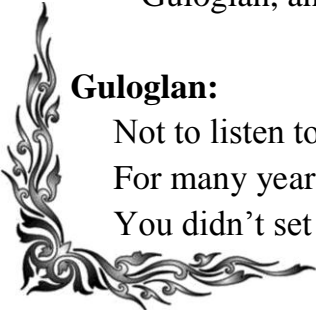 Guloglan, an
Guloglan:
Not to listen to
For many year
You didn’t set